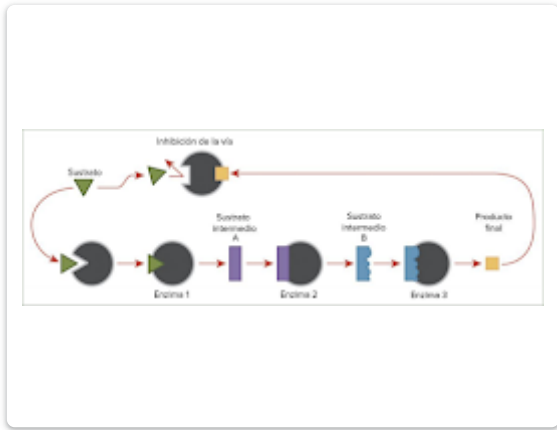 Inhibición de la vía
Sustrato
Sustrato
intermedio
A
Sustrato
intermedio
B
Producto
final
Enzima 1
Enzima 2
Enzima 3